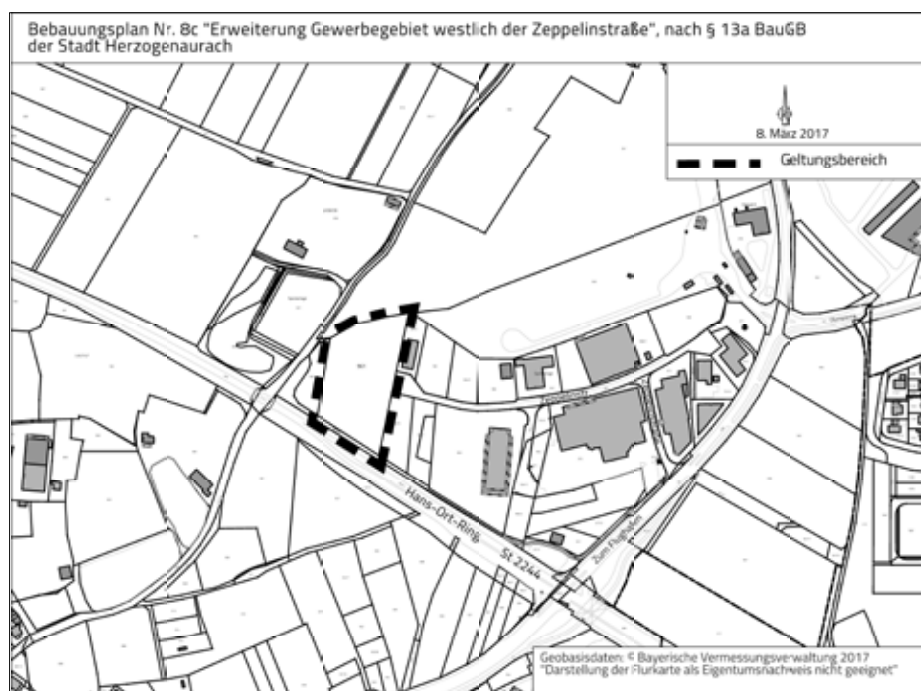 Bebauungsplan Nr. 8c "Erweiterung Gewerbegebiet westlich der Zeppelinstraße", nach § 13a BauGB
der Stadt Herzogenaurach
8. März 2017
Geltungsbereich
Hans-Ort-Ring
St 2244
Zum Flughafen
Geobasisdaten: © Bayerische Vermessungsverwaltung 2017
"Darstellung der Flurkarte als Eigentumsnachweis nicht geeignet"